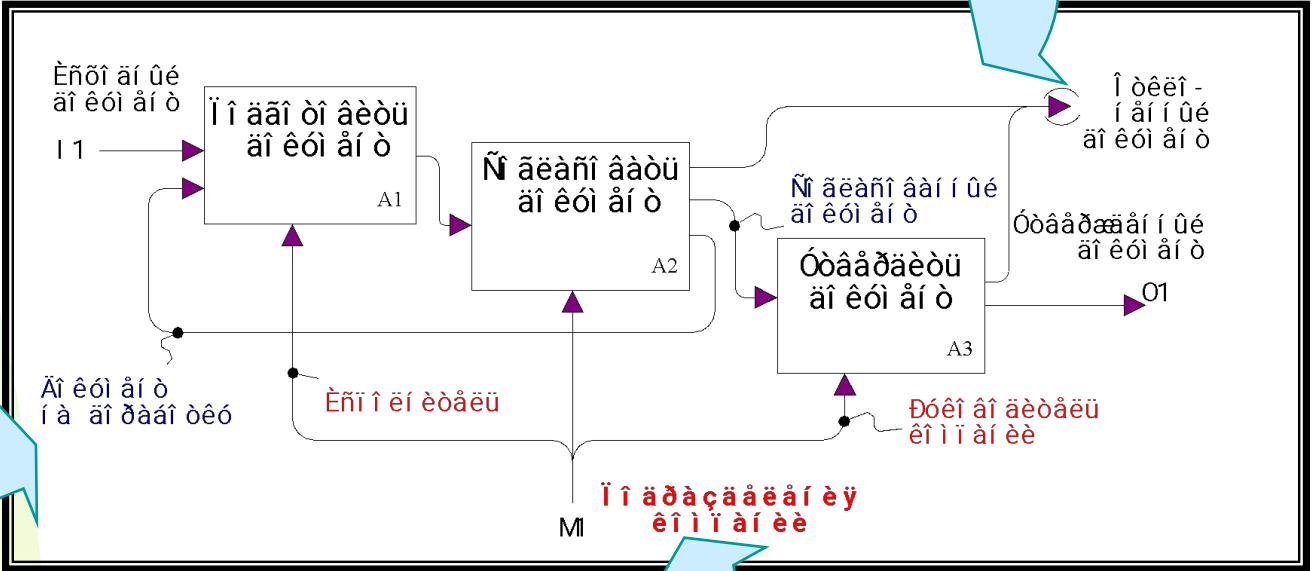 Èñõî äí ûé
äî êóì åí ò
I 1
Ï î äãî òî âèòü
äî êóì åí ò
A1
Ñî ãëàñî âàòü
äî êóì åí ò
A2
Î òêëî -
í åí í ûé
äî êóì åí ò
Ñî ãëàñî âàí í ûé
äî êóì åí ò
Óòâåðæäåí í ûé
äî êóì åí ò
O1
Óòâåðäèòü
äî êóì åí ò
A3
Äî êóì åí ò
í à äî ðàáî òêó
Èñï î ëí èòåëü
Ðóêî âî äèòåëü
êî ì ï àí èè
Ï î äðàçäåëåí èÿ
êî ì ï àí èè
M1